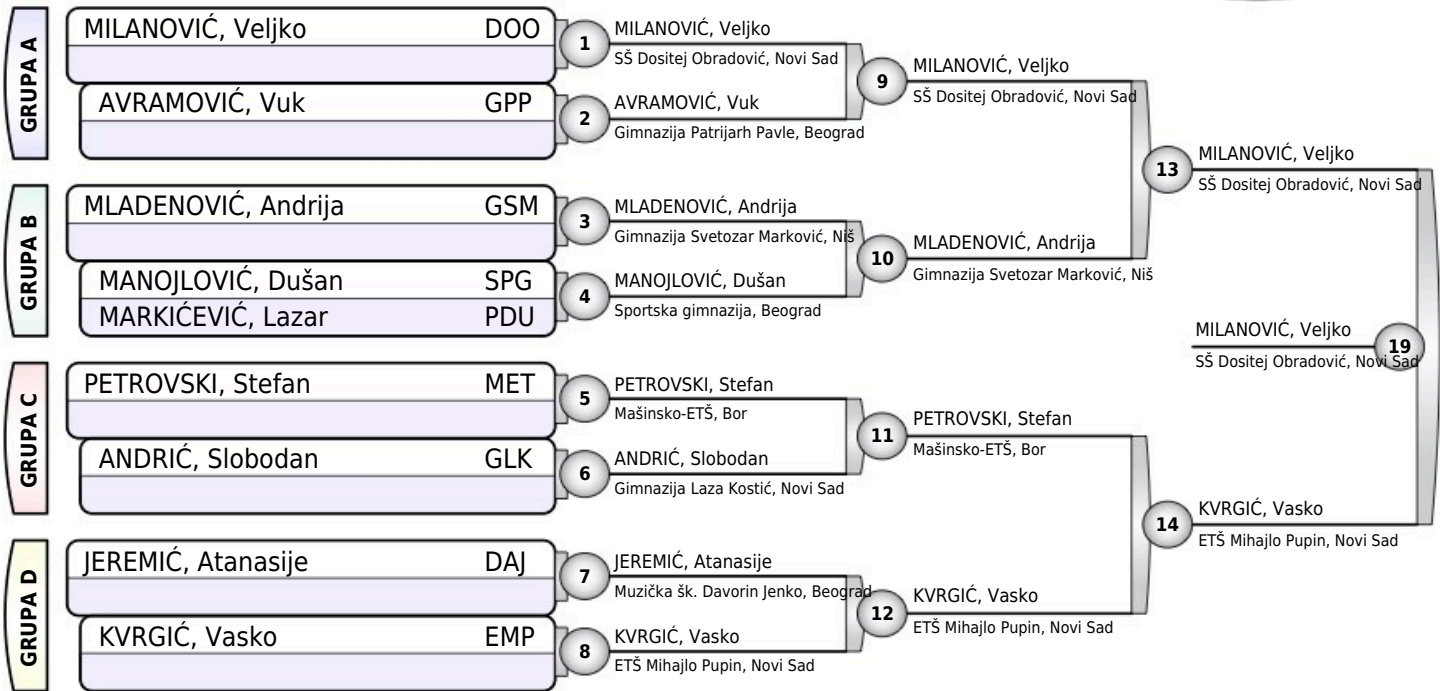 GRUPA A
MILANOVIĆ, Veljko DOO
AVRAMOVIĆ, Vuk GPP
GRUPA B
MLADENOVIĆ, Andrija GSM
MANOJLOVIĆ, Dušan SPG
MARKIĆEVIĆ, Lazar PDU
GRUPA C
PETROVSKI, Stefan MET
ANDRIĆ, Slobodan GLK
GRUPA D
JEREMIĆ, Atanasije DAJ
KVRGIĆ, Vasko EMP
1
MILANOVIĆ, Veljko
SŠ Dositej Obradović, Novi Sad
2
AVRAMOVIĆ, Vuk
Gimnazija Patrijarh Pavle, Beograd
3
MLADENOVIĆ, Andrija
Gimnazija Svetozar Marković, Niš
4
MANOJLOVIĆ, Dušan
Sportska gimnazija, Beograd
5
PETROVSKI, Stefan
Mašinsko-ETŠ, Bor
6
ANDRIĆ, Slobodan
Gimnazija Laza Kostić, Novi Sad
7
JEREMIĆ, Atanasije
Muzička šk. Davorin Jenko, Beograd
8
KVRGIĆ, Vasko
ETŠ Mihajlo Pupin, Novi Sad
9
MILANOVIĆ, Veljko
SŠ Dositej Obradović, Novi Sad
10
MLADENOVIĆ, Andrija
Gimnazija Svetozar Marković, Niš
11
PETROVSKI, Stefan
Mašinsko-ETŠ, Bor
12
KVRGIĆ, Vasko
ETŠ Mihajlo Pupin, Novi Sad
13
MILANOVIĆ, Veljko
SŠ Dositej Obradović, Novi Sad
14
KVRGIĆ, Vasko
ETŠ Mihajlo Pupin, Novi Sad
MILANOVIĆ, Veljko
19
SŠ Dositej Obradović, Novi Sad